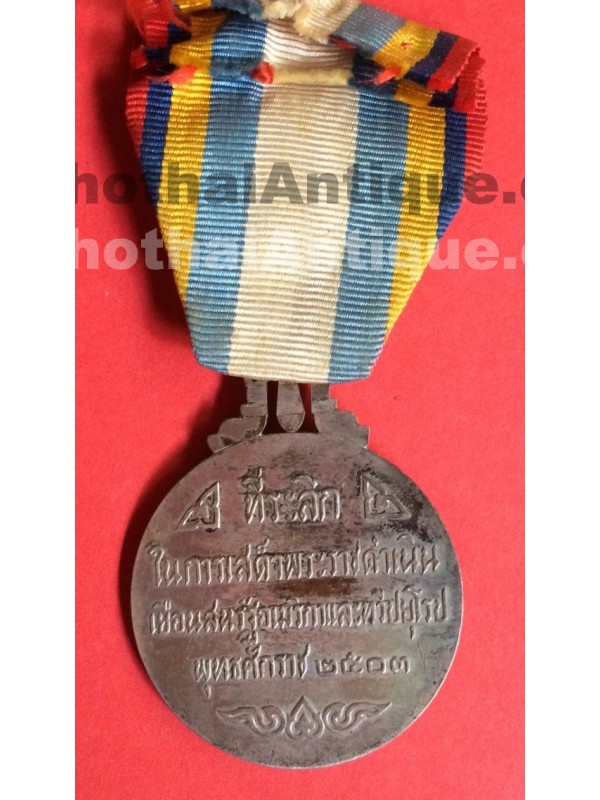 hothaiAntique.c
hothaiAntique.c
ที่ระลึก
ในการเสด็จพระราชดำเนิน
เยือนสหรัฐอเมริกาและทวีปยุโรป
พุทธศักราช ๒๕๐๓